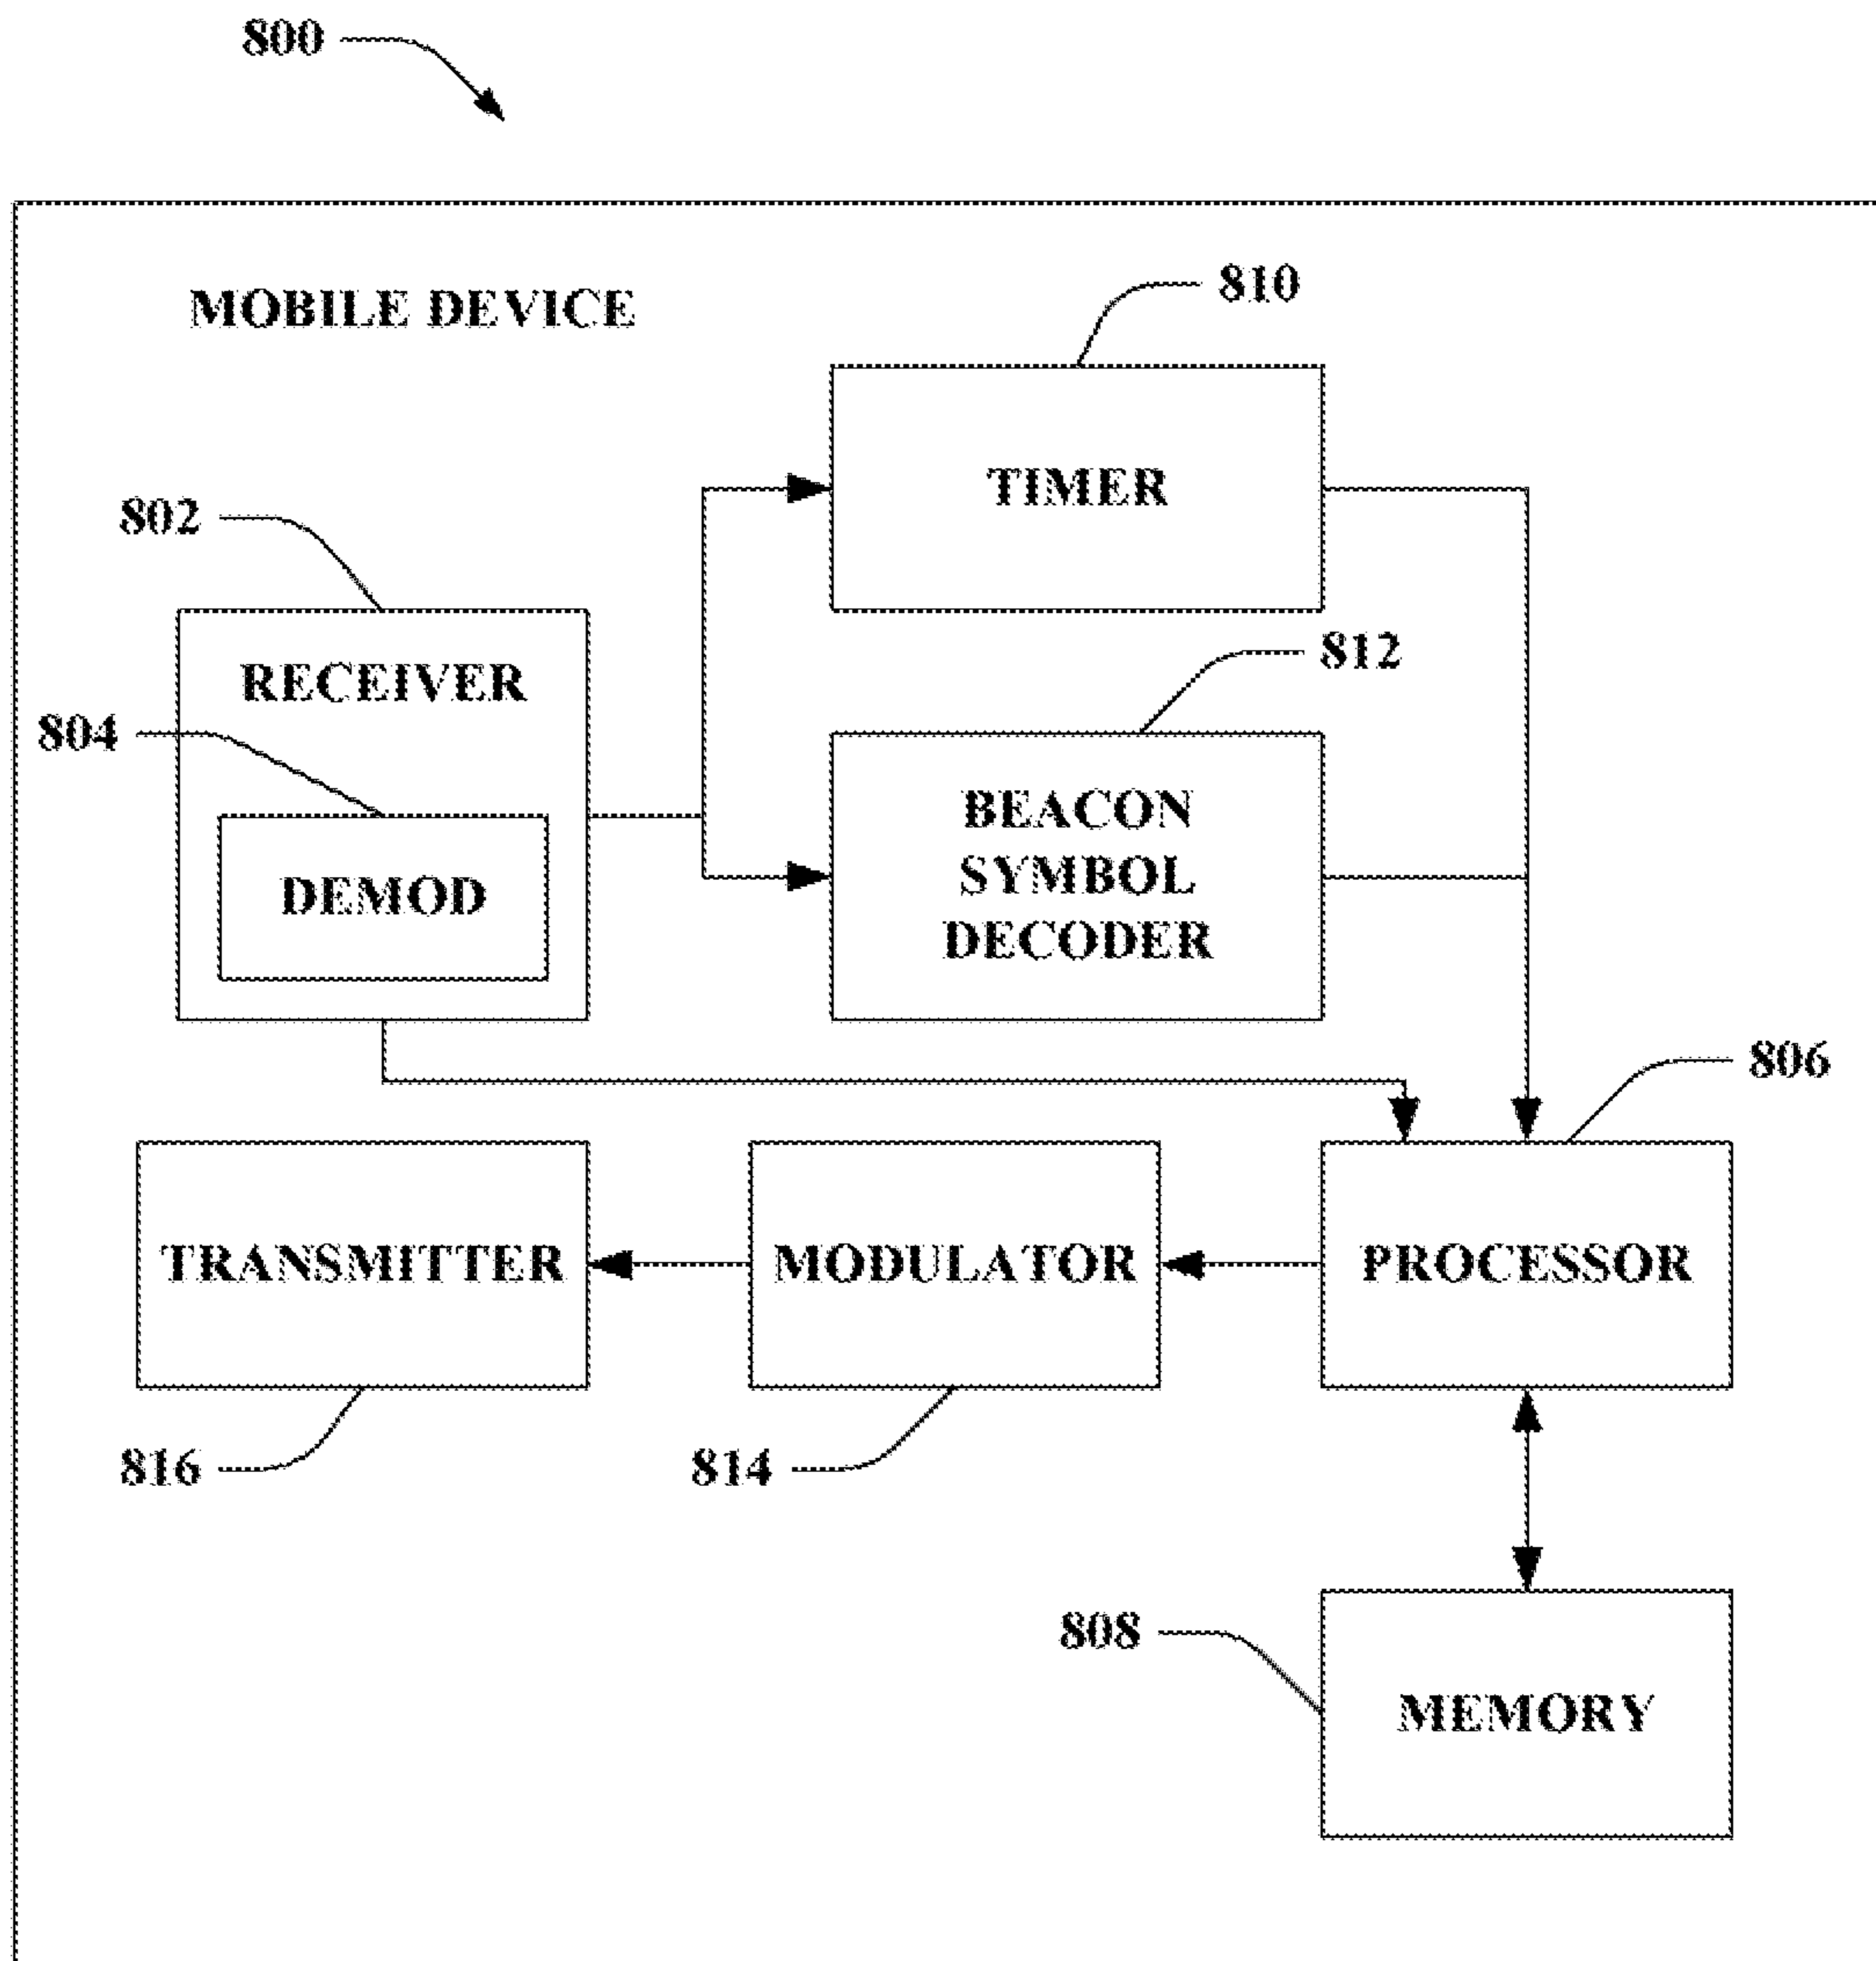 800
MOBILE DEVICE
810
TIMER
802
812
RECEIVER
804
BEACON
SYMBOL
DECODER
DEMOD
806
TRANSMITTER
MODULATOR
PROCESSOR
816
814
808
MEMORY